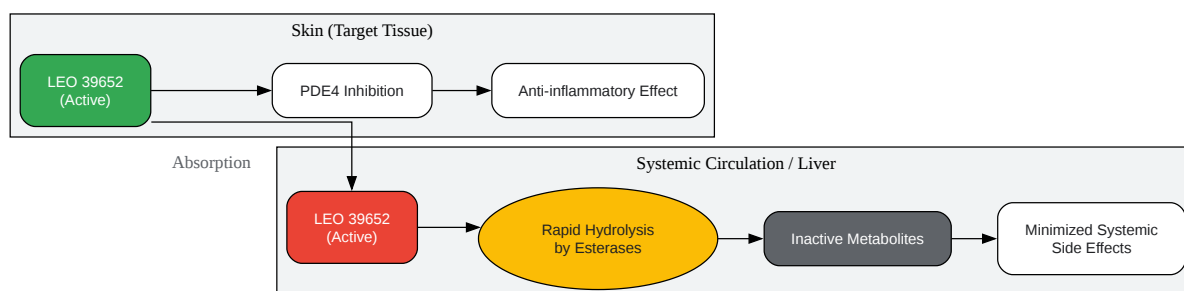 Skin (Target Tissue)
LEO 39652
(Active)
PDE4 Inhibition
Anti-inflammatory Effect
Absorption
Systemic Circulation / Liver
LEO 39652
(Active)
Rapid Hydrolysis
by Esterases
Inactive Metabolites
Minimized Systemic
Side Effects